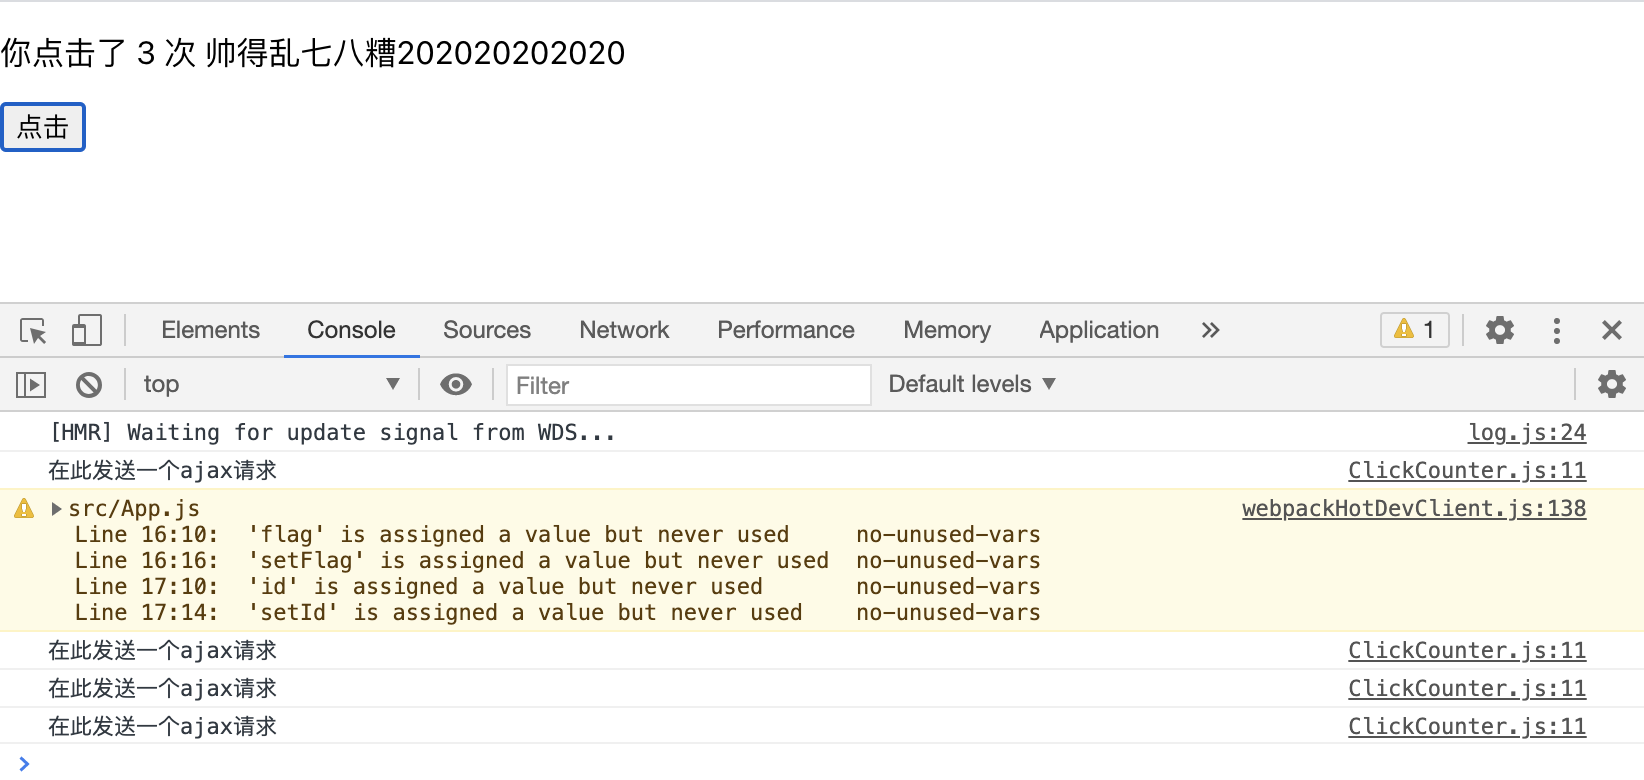 你点击了 3 次 帅得乱七八糟202020202020
点击
Elements Console Sources Network Performance Memory Application » 1
top Filter Default levels
[HMR] Waiting for update signal from WDS... log.js:24
在此发送一个ajax请求 ClickCounter.js:11
src/App.js webpackHotDevClient.js:138
Line 16:10: 'flag' is assigned a value but never used no-unused-vars
Line 16:16: 'setFlag' is assigned a value but never used no-unused-vars
Line 17:10: 'id' is assigned a value but never used no-unused-vars
Line 17:14: 'setId' is assigned a value but never used no-unused-vars
在此发送一个ajax请求 ClickCounter.js:11
在此发送一个ajax请求 ClickCounter.js:11
在此发送一个ajax请求 ClickCounter.js:11